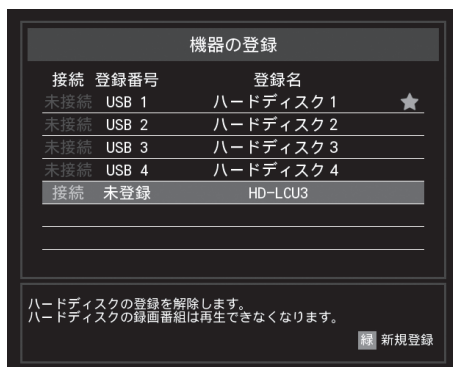 機器の登録
接続 登録番号 登録名
未接続 USB 1 ハードディスク1 ★
未接続 USB 2 ハードディスク2
未接続 USB 3 ハードディスク3
未接続 USB 4 ハードディスク4
接続 未登録 HD-LCU3
ハードディスクの登録を解除します。
ハードディスクの録画番組は再生できなくなります。
緑 新規登録